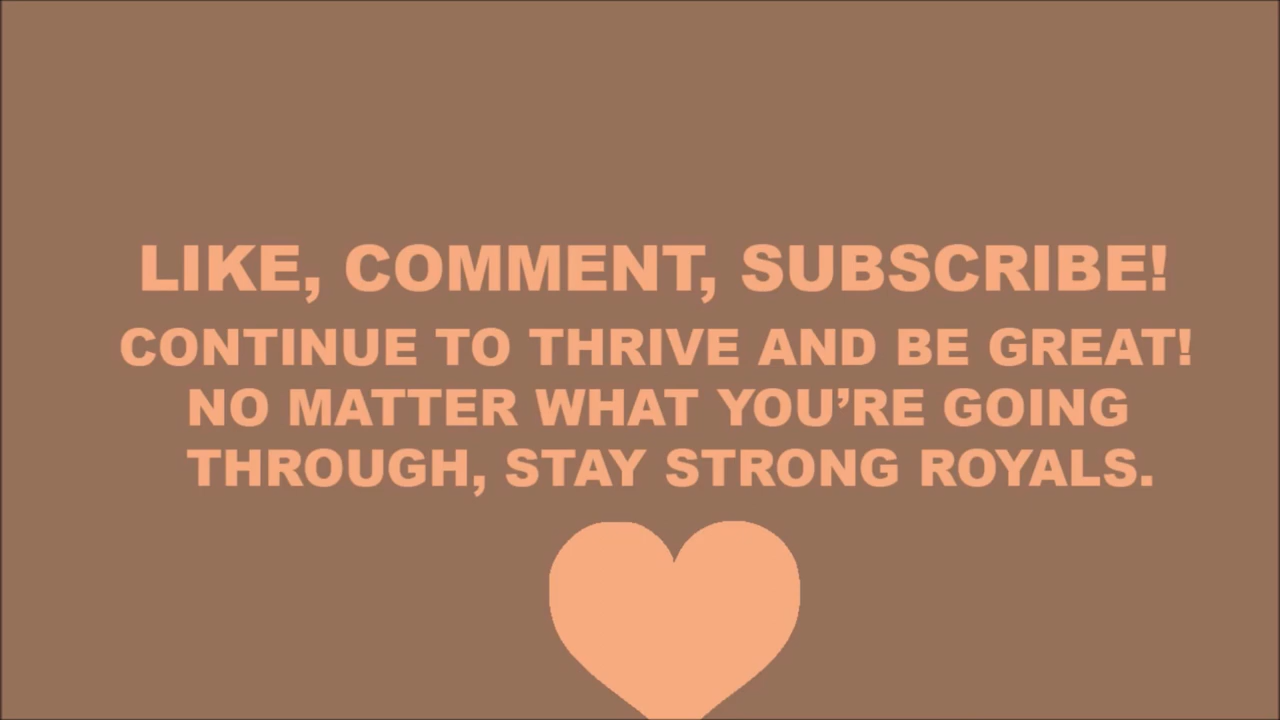 LIKE, COMMENT, SUBSCRIBE!
CONTINUE TO THRIVE AND BE GREAT!
NO MATTER WHAT YOU’RE GOING
THROUGH, STAY STRONG ROYALS.